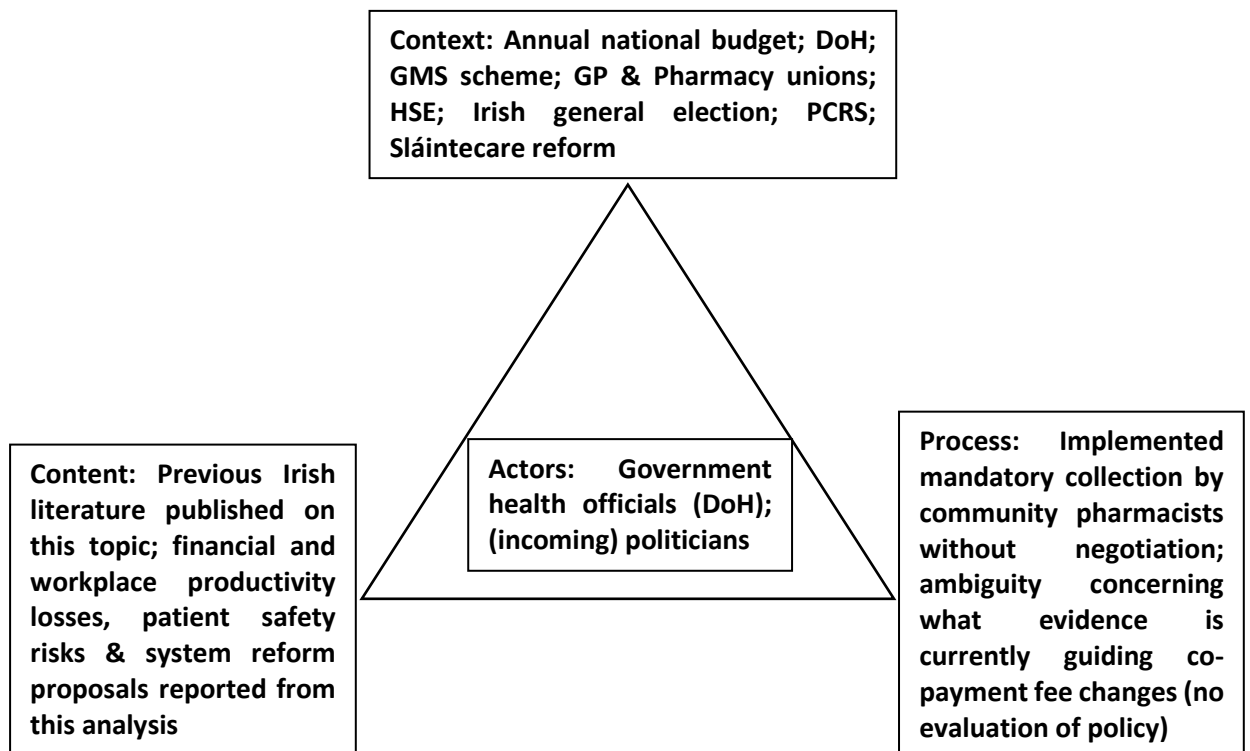 Context: Annual national budget; DoH;
GMS scheme; GP & Pharmacy unions;
HSE; Irish general election; PCRS;
Sláintecare reform
Content: Previous Irish
literature published on
this topic; financial and
workplace productivity
losses, patient safety
risks & system reform
proposals reported from
this analysis
Actors: Government
health officials (DoH);
(incoming) politicians
Process: Implemented
mandatory collection by
community pharmacists
without negotiation;
ambiguity concerning
what evidence is
currently guiding co-
payment fee changes (no
evaluation of policy)